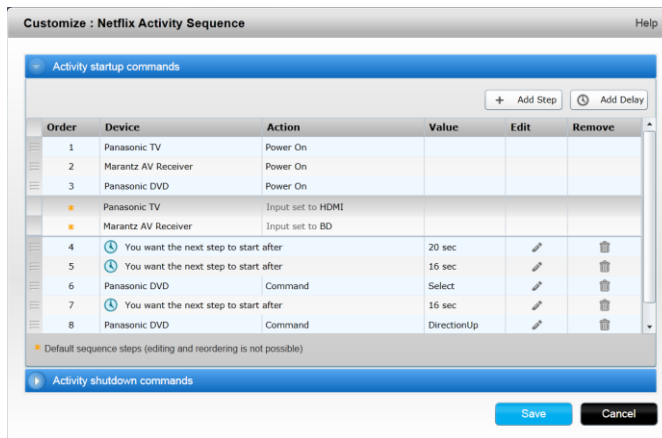 Customize : Netflix Activity Sequence Help
Activity startup commands
+ Add Step Add Delay
Order Device Action Value Edit Remove
1 Panasonic TV Power On
2 Marantz AV Receiver Power On
3 Panasonic DVD Power On
Panasonic TV Input set to HDMI
Marantz AV Receiver Input set to BD
4 You want the next step to start after 20 sec
5 You want the next step to start after 16 sec
6 Panasonic DVD Command Select
7 You want the next step to start after 16 sec
8 Panasonic DVD Command DirectionUp
Default sequence steps (editing and reordering is not possible)
Activity shutdown commands
Save Cancel